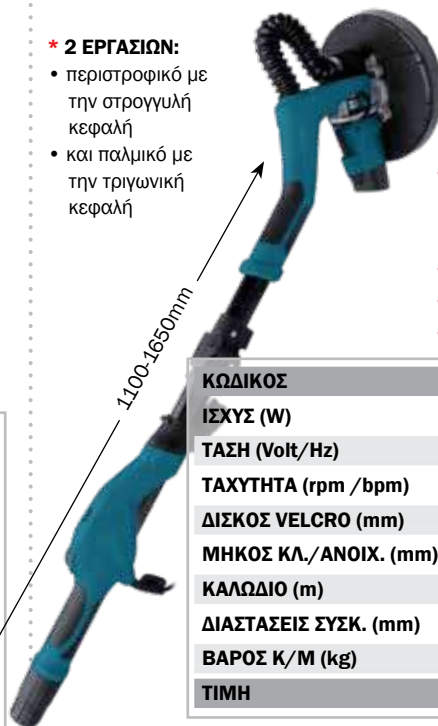 * 2 ΕΡΓΑΣΙΩΝ:
• περιστροφικό με
την στρογγυλή
κεφαλή
• και παλμικό με
την τριγωνική
κεφαλή
1100-1650mm
ΚΩΔΙΚΟΣ
ΙΣΧΥΣ (W)
ΤΑΣΗ (Volt/Hz)
ΤΑΧΥΤΗΤΑ (rpm /bpm)
ΔΙΣΚΟΣ VELCRO (mm)
ΜΗΚΟΣ ΚΛ./ΑΝΟΙΧ. (mm)
ΚΑΛΩΔΙΟ (m)
ΔΙΑΣΤΑΣΕΙΣ ΣΥΣΚ. (mm)
ΒΑΡΟΣ Κ/Μ (kg)
ΤΙΜΗ